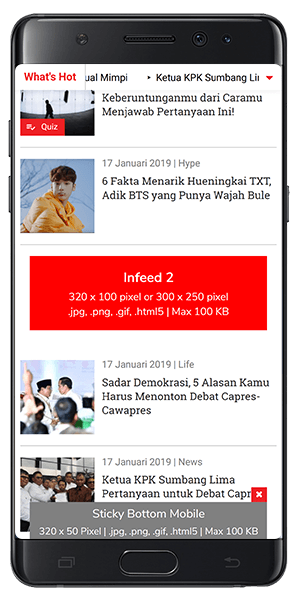 What's Hot
ual Mimpi
▸ Ketua KPK Sumbang Lim
Keberuntunganmu dari Caramu
Menjawab Pertanyaan Ini!
Quiz
17 Januari 2019 | Hype
6 Fakta Menarik Hueningkai TXT,
Adik BTS yang Punya Wajah Bule
Infeed 2
320 x 100 pixel or 300 x 250 pixel
.jpg, .png, .gif, .html5 | Max 100 KB
17 Januari 2019 | Life
Sadar Demokrasi, 5 Alasan Kamu
Harus Menonton Debat Capres-
Cawapres
17 Januari 2019 | News
Ketua KPK Sumbang Lima
Pertanyaan untuk Debat Capr
Sticky Bottom Mobile
320 x 50 Pixel | .jpg, .png, .gif, .html5 | Max 100 KB